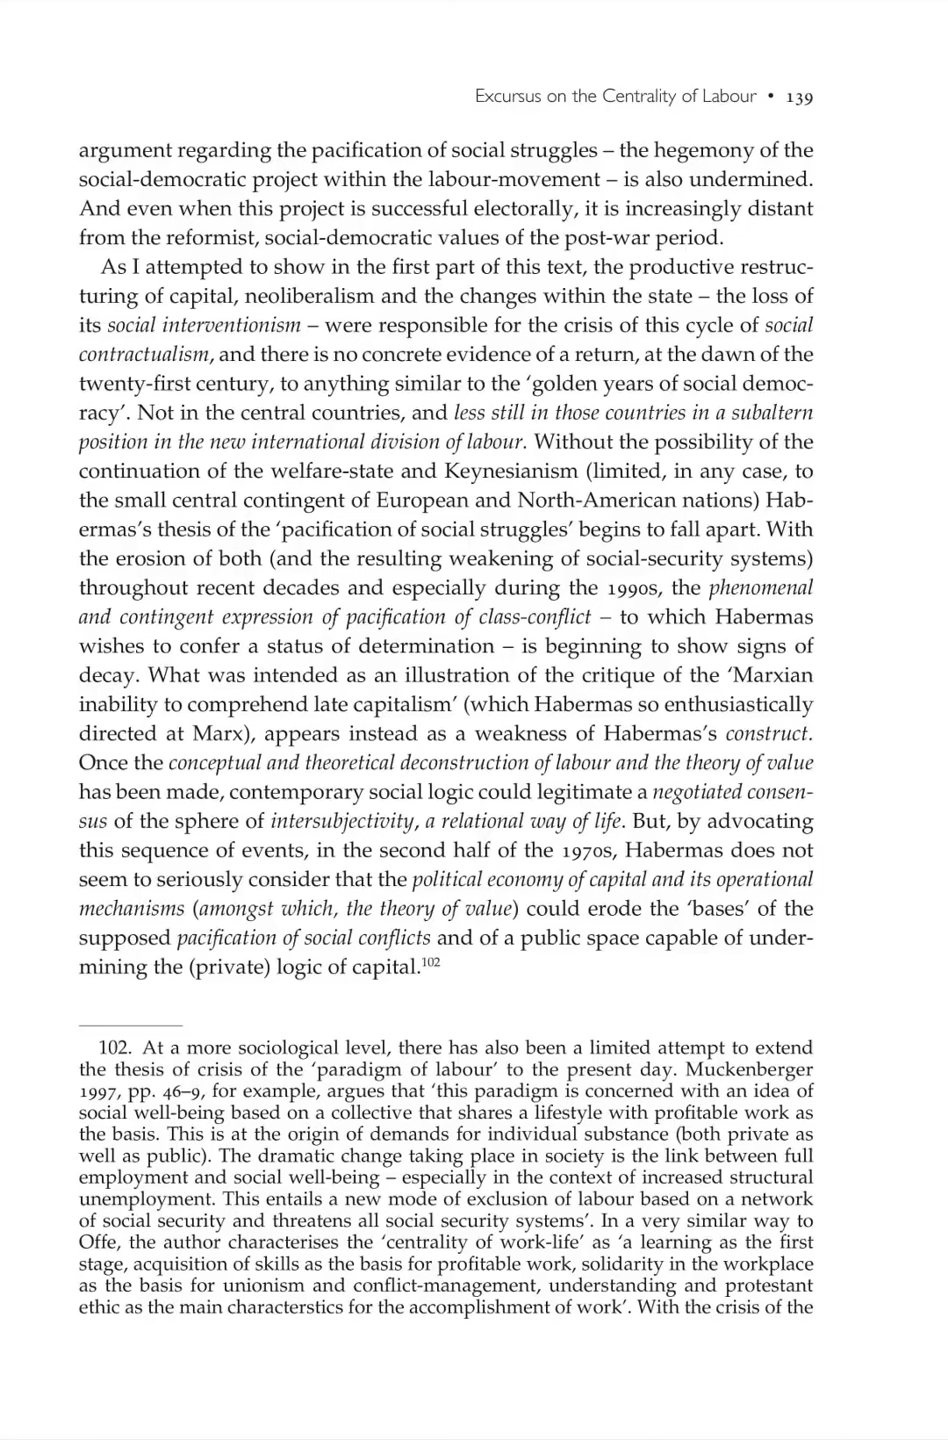 Excursus on the Centrality of Labour • 139
argument regarding the pacification of social struggles – the hegemony of the
social-democratic project within the labour-movement – is also undermined.
And even when this project is successful electorally, it is increasingly distant
from the reformist, social-democratic values of the post-war period.
As I attempted to show in the first part of this text, the productive restruc-
turing of capital, neoliberalism and the changes within the state – the loss of
its social interventionism – were responsible for the crisis of this cycle of social
contractualism, and there is no concrete evidence of a return, at the dawn of the
twenty-first century, to anything similar to the ‘golden years of social democ-
racy’. Not in the central countries, and less still in those countries in a subaltern
position in the new international division of labour. Without the possibility of the
continuation of the welfare-state and Keynesianism (limited, in any case, to
the small central contingent of European and North-American nations) Hab-
ermas’s thesis of the ‘pacification of social struggles’ begins to fall apart. With
the erosion of both (and the resulting weakening of social-security systems)
throughout recent decades and especially during the 1990s, the phenomenal
and contingent expression of pacification of class-conflict – to which Habermas
wishes to confer a status of determination – is beginning to show signs of
decay. What was intended as an illustration of the critique of the ‘Marxian
inability to comprehend late capitalism’ (which Habermas so enthusiastically
directed at Marx), appears instead as a weakness of Habermas’s construct.
Once the conceptual and theoretical deconstruction of labour and the theory of value
has been made, contemporary social logic could legitimate a negotiated consen-
sus of the sphere of intersubjectivity, a relational way of life. But, by advocating
this sequence of events, in the second half of the 1970s, Habermas does not
seem to seriously consider that the political economy of capital and its operational
mechanisms (amongst which, the theory of value) could erode the ‘bases’ of the
supposed pacification of social conflicts and of a public space capable of under-
mining the (private) logic of capital.102
102. At a more sociological level, there has also been a limited attempt to extend
the thesis of crisis of the ‘paradigm of labour’ to the present day. Muckenberger
1997, pp. 46–9, for example, argues that ‘this paradigm is concerned with an idea of
social well-being based on a collective that shares a lifestyle with profitable work as
the basis. This is at the origin of demands for individual substance (both private as
well as public). The dramatic change taking place in society is the link between full
employment and social well-being – especially in the context of increased structural
unemployment. This entails a new mode of exclusion of labour based on a network
of social security and threatens all social security systems’. In a very similar way to
Offe, the author characterises the ‘centrality of work-life’ as ‘a learning as the first
stage, acquisition of skills as the basis for profitable work, solidarity in the workplace
as the basis for unionism and conflict-management, understanding and protestant
ethic as the main characterstics for the accomplishment of work’. With the crisis of the